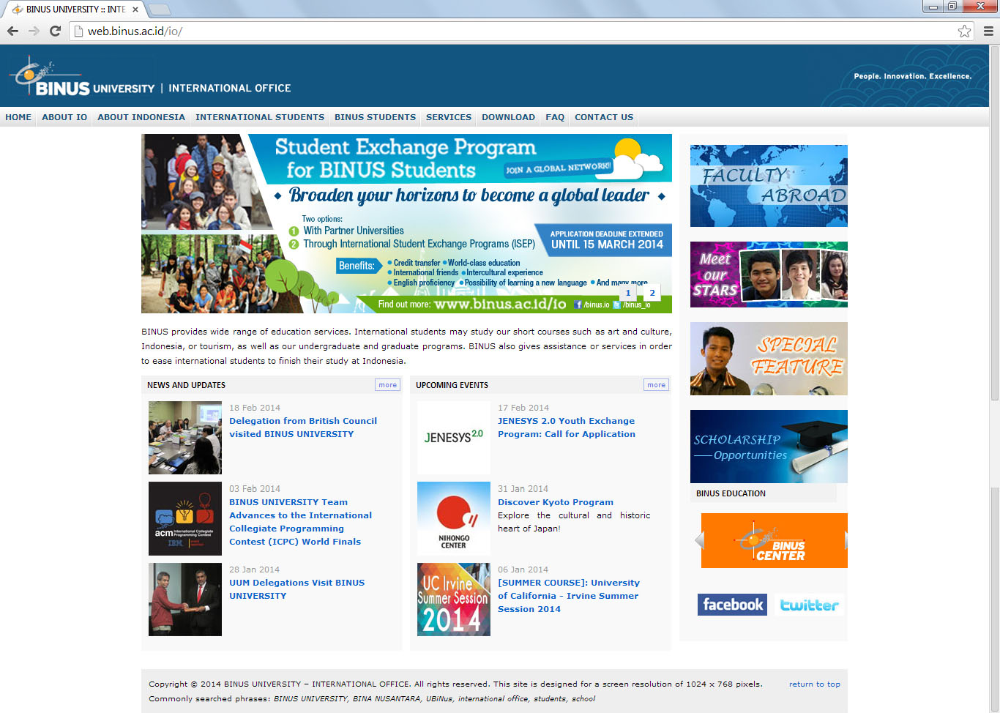 BINUS UNIVERSITY :: INTE
web.binus.ac.id/io/
BINUS UNIVERSITY | INTERNATIONAL OFFICE
People. Innovation. Excellence.
HOME ABOUT IO ABOUT INDONESIA INTERNATIONAL STUDENTS BINUS STUDENTS SERVICES DOWNLOAD FAQ CONTACT US
Student Exchange Program
for BINUS Students
JOIN A GLOBAL NETWORK!!
Broaden your horizons to become a global leader
Two options:
1 With Partner Universities
2 Through International Student Exchange Programs (ISEP)
APPLICATION DEADLINE EXTENDED
UNTIL 15 MARCH 2014
Benefits:
• Credit transfer • World-class education
• International friends • Intercultural experience
• English proficiency • Possibility of learning a new language • And many more
1 2
Find out more: www.binus.ac.id/io /binus.io /binus_io
BINUS provides wide range of education services. International students may study our short courses such as art and culture,
Indonesia, or tourism, as well as our undergraduate and graduate programs. BINUS also gives assistance or services in order
to ease international students to finish their study at Indonesia.
NEWS AND UPDATES more
18 Feb 2014
Delegation from British Council
visited BINUS UNIVERSITY
03 Feb 2014
BINUS UNIVERSITY Team
Advances to the International
Collegiate Programming
Contest (ICPC) World Finals
acm International Collegiate
Programming Contest
IBM
28 Jan 2014
UUM Delegations Visit BINUS
UNIVERSITY
UPCOMING EVENTS more
JENESYS2.0
17 Feb 2014
JENESYS 2.0 Youth Exchange
Program: Call for Application
NIHONGO
CENTER
31 Jan 2014
Discover Kyoto Program
Explore the cultural and historic
heart of Japan!
UC Irvine
Summer Session
2014
06 Jan 2014
[SUMMER COURSE]: University
of California - Irvine Summer
Session 2014
FACULTY
ABROAD
Meet
our
STARS
SPECIAL
FEATURE
SCHOLARSHIP
Opportunities
BINUS EDUCATION
BINUS
CENTER
facebook twitter
Copyright © 2014 BINUS UNIVERSITY – INTERNATIONAL OFFICE. All rights reserved. This site is designed for a screen resolution of 1024 x 768 pixels. return to top
Commonly searched phrases: BINUS UNIVERSITY, BINA NUSANTARA, UBiNus, international office, students, school